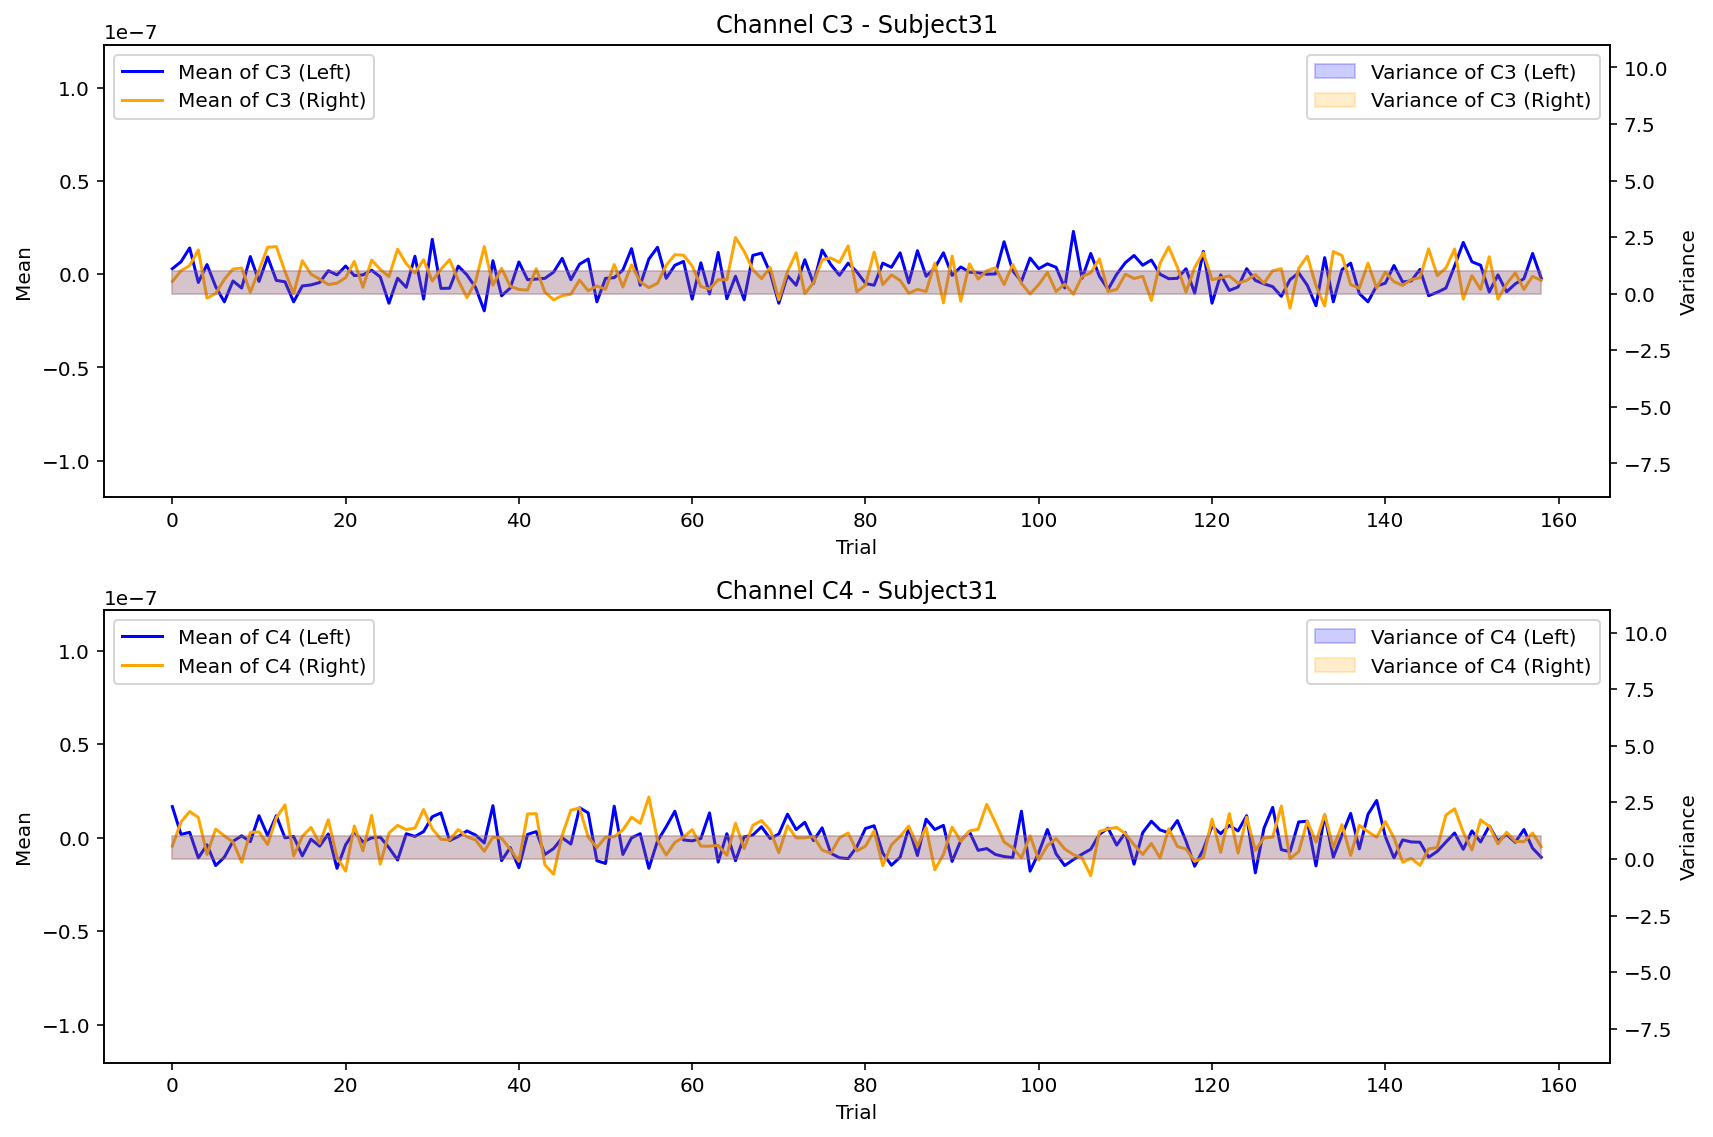 Channel C3 - Subject31
1e−7
Mean of C3 (Left)
Mean of C3 (Right)
Variance of C3 (Left)
Variance of C3 (Right)
1.0
0.5
0.0
−0.5
−1.0
Mean
10.0
7.5
5.0
2.5
0.0
−2.5
−5.0
−7.5
Variance
0 20 40 60 80 100 120 140 160
Trial
Channel C4 - Subject31
1e−7
Mean of C4 (Left)
Mean of C4 (Right)
Variance of C4 (Left)
Variance of C4 (Right)
1.0
0.5
0.0
−0.5
−1.0
Mean
10.0
7.5
5.0
2.5
0.0
−2.5
−5.0
−7.5
Variance
0 20 40 60 80 100 120 140 160
Trial